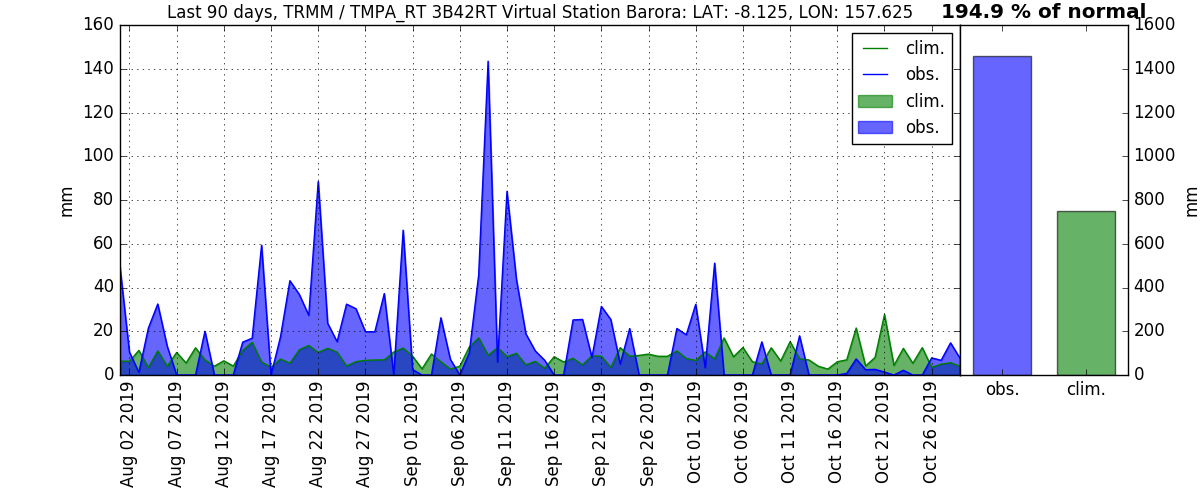 Last 90 days, TRMM / TMPA_RT 3B42RT Virtual Station Barora: LAT: -8.125, LON: 157.625
194.9 % of normal
160
140
120
100
80
60
40
20
0
mm
clim.
obs.
clim.
obs.
1600
1400
1200
1000
800
600
400
200
0
mm
Aug 02 2019
Aug 07 2019
Aug 12 2019
Aug 17 2019
Aug 22 2019
Aug 27 2019
Sep 01 2019
Sep 06 2019
Sep 11 2019
Sep 16 2019
Sep 21 2019
Sep 26 2019
Oct 01 2019
Oct 06 2019
Oct 11 2019
Oct 16 2019
Oct 21 2019
Oct 26 2019
obs.
clim.